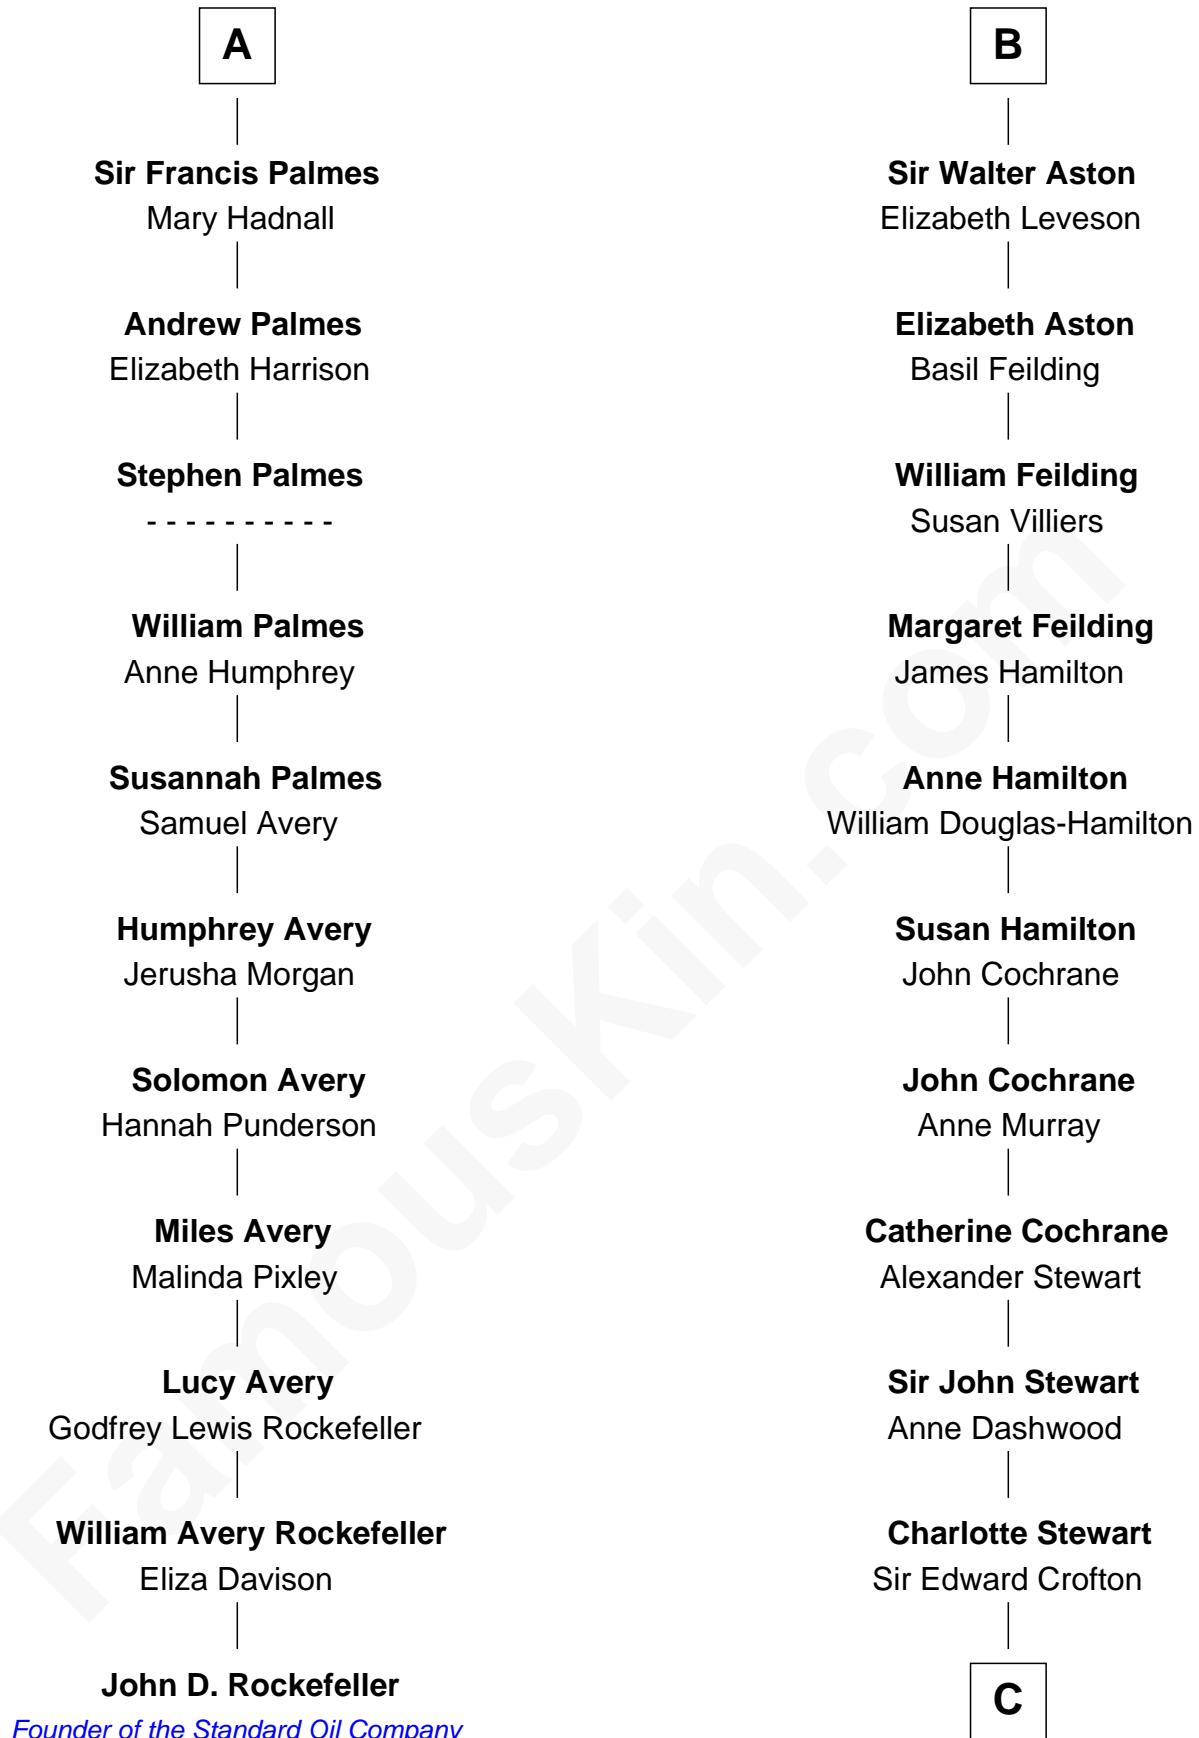 A
Sir Francis Palmes
Mary Hadnall
Andrew Palmes
Elizabeth Harrison
Stephen Palmes
- - - - - - - - - -
William Palmes
Anne Humphrey
Susannah Palmes
Samuel Avery
Humphrey Avery
Jerusha Morgan
Solomon Avery
Hannah Punderson
Miles Avery
Malinda Pixley
Lucy Avery
Godfrey Lewis Rockefeller
William Avery Rockefeller
Eliza Davison
John D. Rockefeller
Founder of the Standard Oil Company
B
Sir Walter Aston
Elizabeth Leveson
Elizabeth Aston
Basil Feilding
William Feilding
Susan Villiers
Margaret Feilding
James Hamilton
Anne Hamilton
William Douglas-Hamilton
Susan Hamilton
John Cochrane
John Cochrane
Anne Murray
Catherine Cochrane
Alexander Stewart
Sir John Stewart
Anne Dashwood
Charlotte Stewart
Sir Edward Crofton
C
FamousKin.com